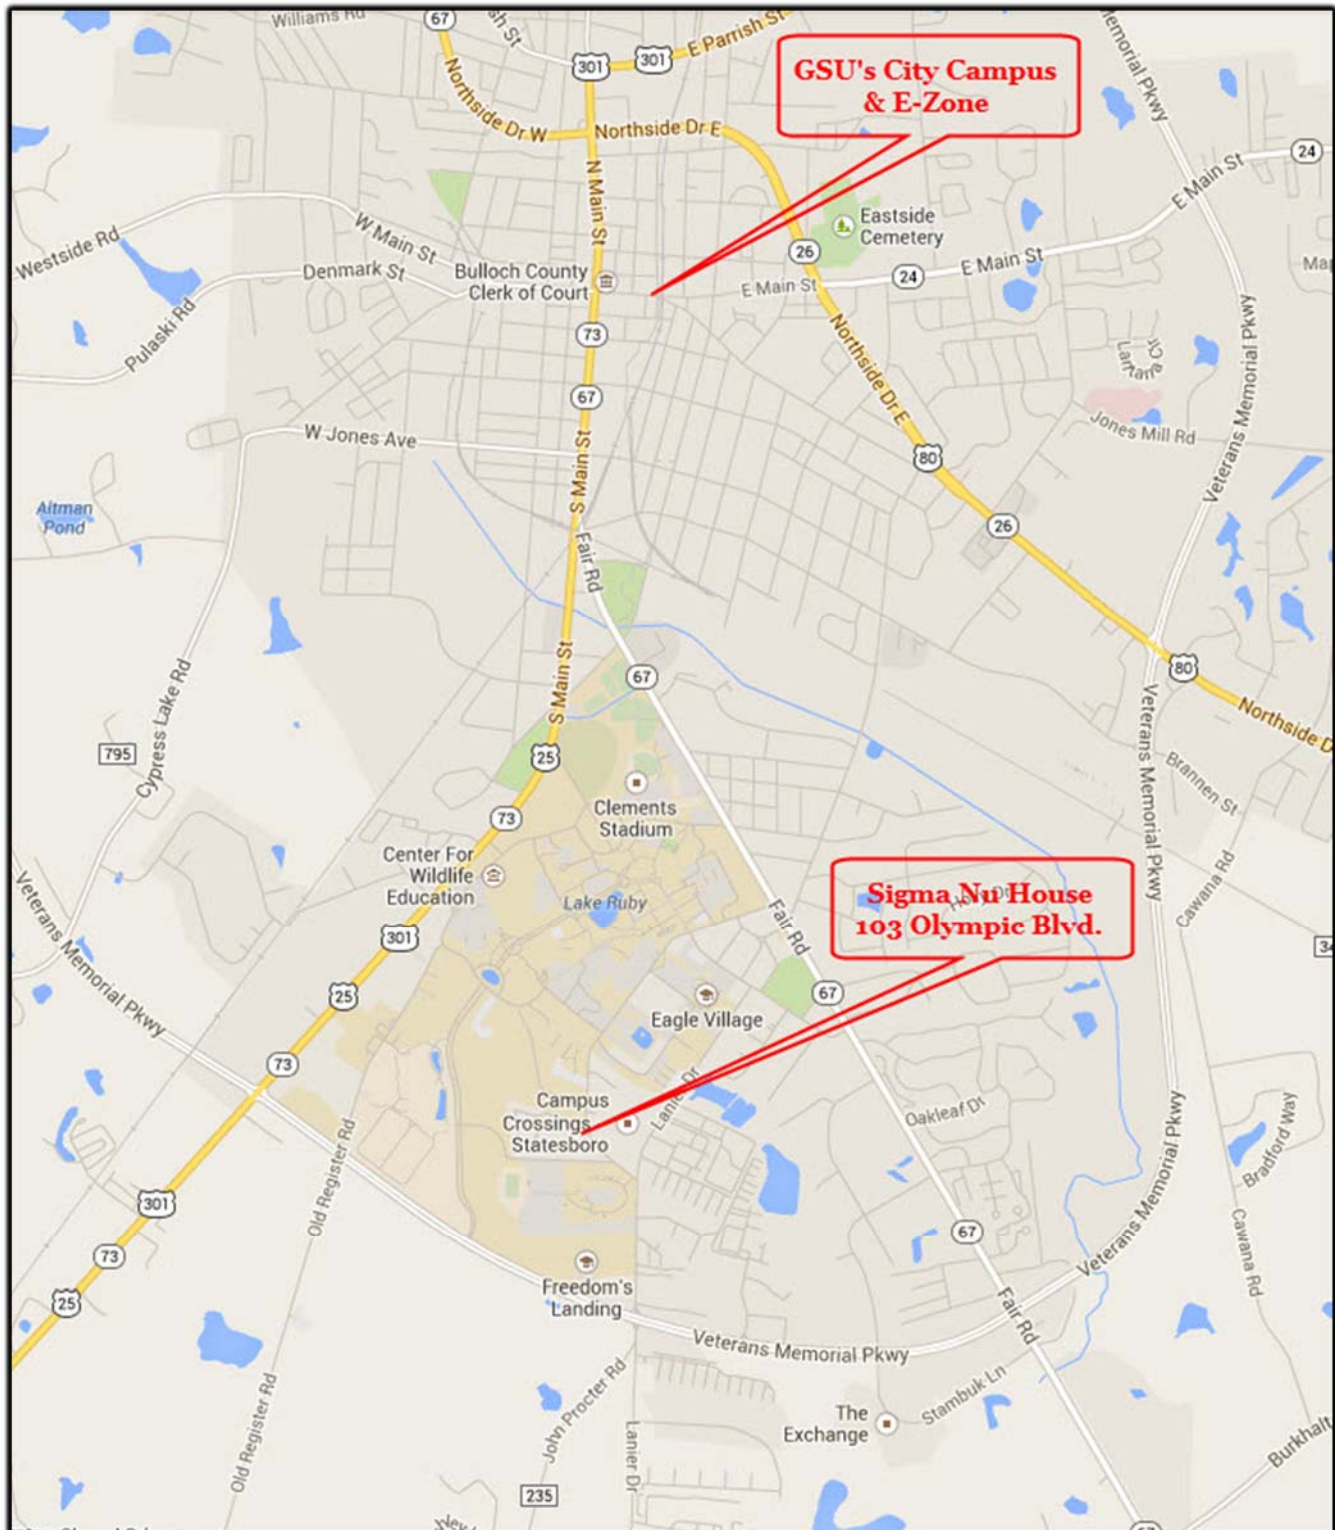 Williams Rd
67
sh St
301
301
E Parrish St
Memorial Pkwy
GSU's City Campus
& E-Zone
Northside Dr W
Northside Dr E
24
E Main St
N Main St
Westside Rd
W Main St
Eastside
Cemetery
26
Denmark St
Bulloch County
Clerk of Court
E Main St
24
E Main St
Pulaski Rd
73
Northside Dr E
Lantana Cir
Veterans Memorial Pkwy
67
W Jones Ave
Jones Mill Rd
S Main St
80
Aitman
Pond
26
Fair Rd
S Main St
67
80
Northside D
Cypress Lake Rd
795
25
Veterans Memorial Pkwy
Brannen St
Clements
Stadium
73
Center For
Wildlife
Education
Lake Ruby
Sigma Nu House
103 Olympic Blvd.
Cawana Rd
Veterans Memorial Pkwy
301
Fair Rd
25
67
Eagle Village
73
Campus
Crossings
Statesboro
Lanier Dr
Oakleaf Dr
Bradford Way
Old Register Rd
301
Veterans Memorial Pkwy
67
Cawana Rd
73
25
Freedom's
Landing
Fair Rd
Veterans Memorial Pkwy
Stambuk Ln
The
Exchange
John Procter Rd
Lanier Dr
Old Register Rd
235
Burkhalt